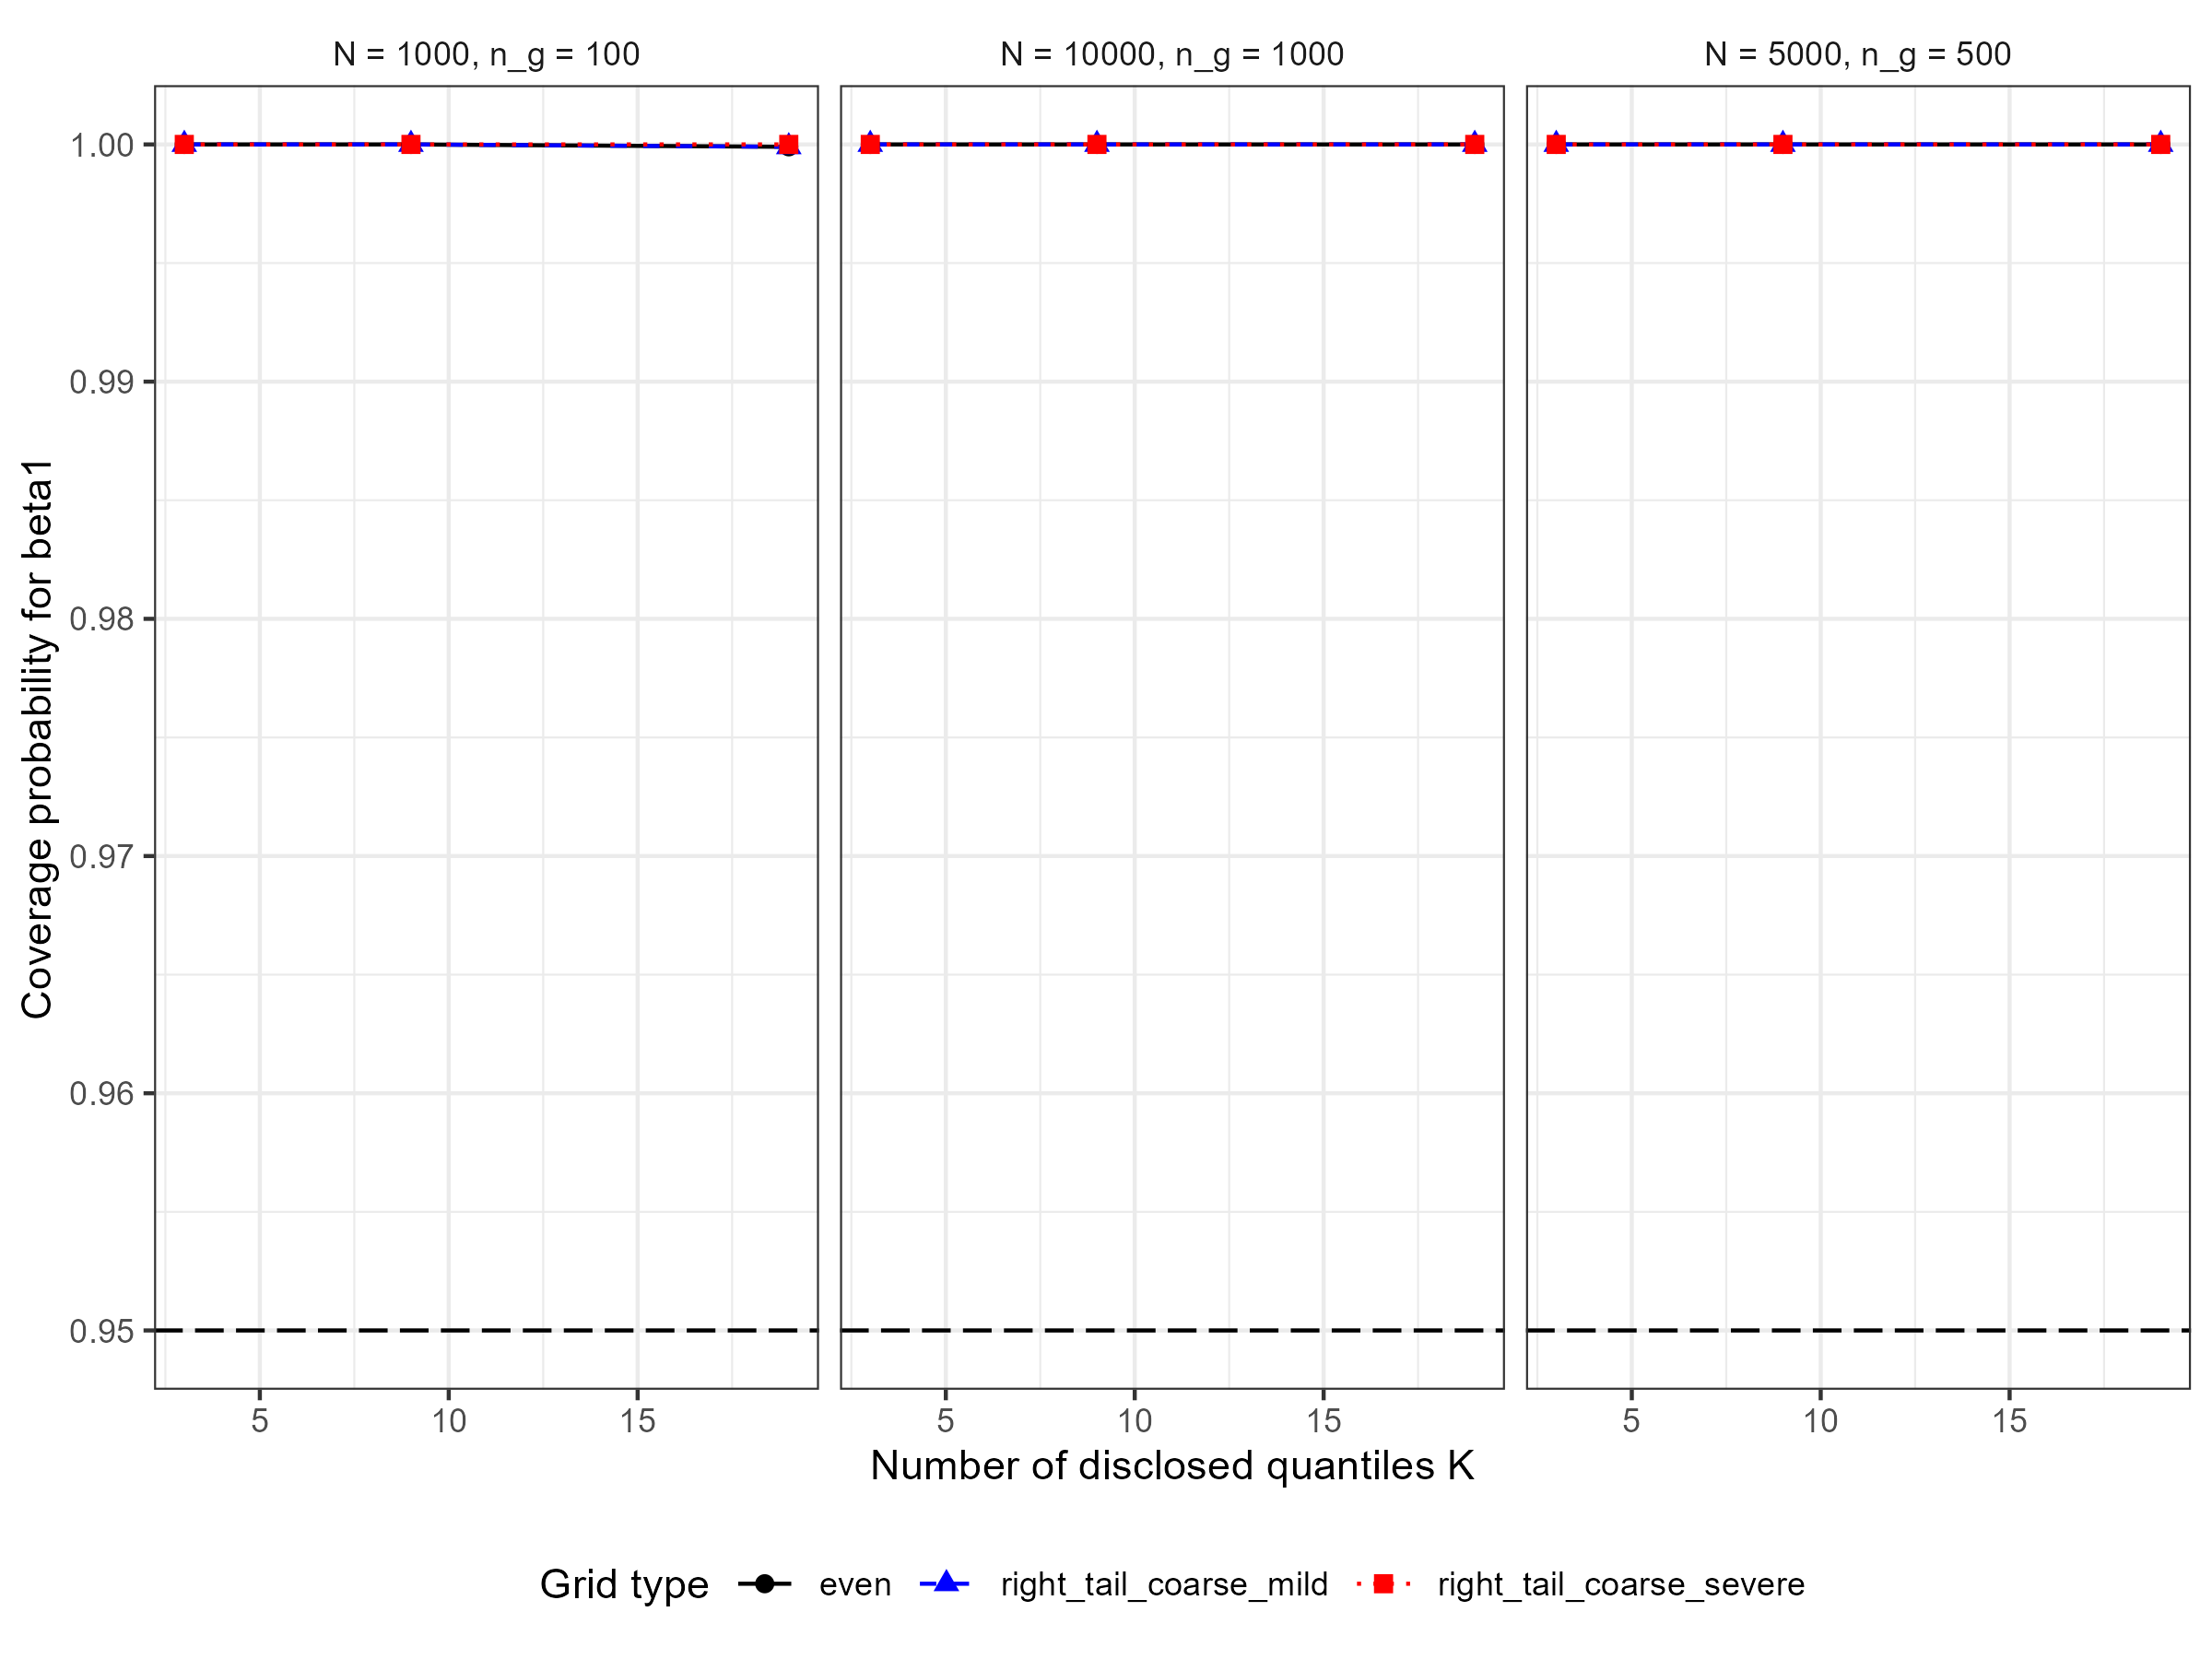 N = 1000, n_g = 100
N = 10000, n_g = 1000
N = 5000, n_g = 500
Coverage probability for beta1
1.00
0.99
0.98
0.97
0.96
0.95
5 10 15
5 10 15
5 10 15
Number of disclosed quantiles K
Grid type even right_tail_coarse_mild right_tail_coarse_severe